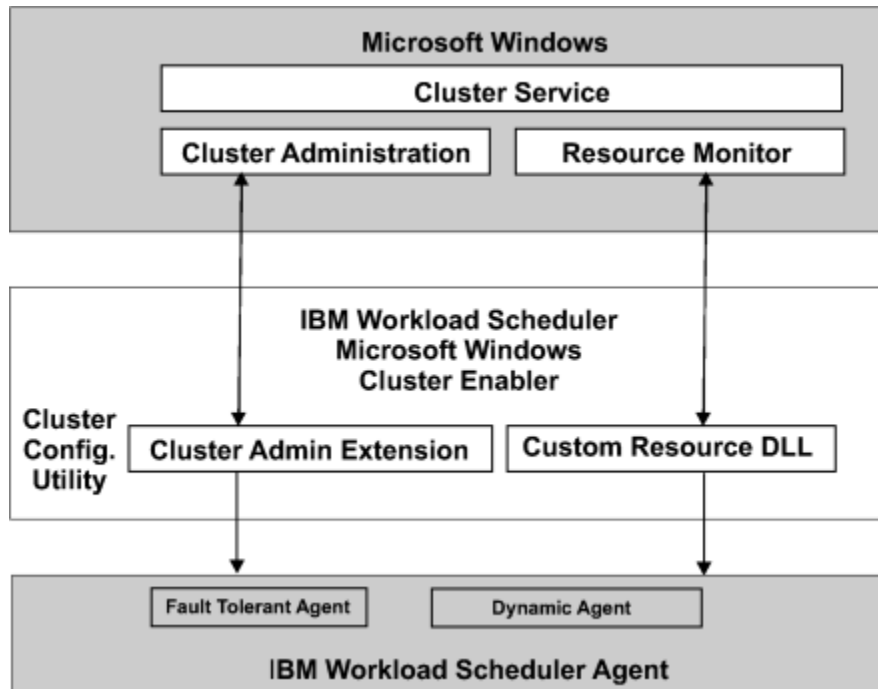 Microsoft Windows
Cluster Service
Cluster Administration
Resource Monitor
IBM Workload Scheduler
Microsoft Windows
Cluster Enabler
Cluster
Config.
Utility
Cluster Admin Extension
Custom Resource DLL
Fault Tolerant Agent
Dynamic Agent
IBM Workload Scheduler Agent